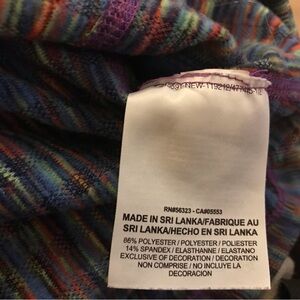 RN#56323 - CA#05553
MADE IN SRI LANKA/FABRIQUE AU
SRI LANKA/HECHO EN SRI LANKA
86% POLYESTER / POLYESTER / POLIESTER
14% SPANDEX / ELASTHANNE / ELASTANO
EXCLUSIVE OF DECORATION / DECORATION
NON COMPRISE / NO INCLUYE LA
DECORACION